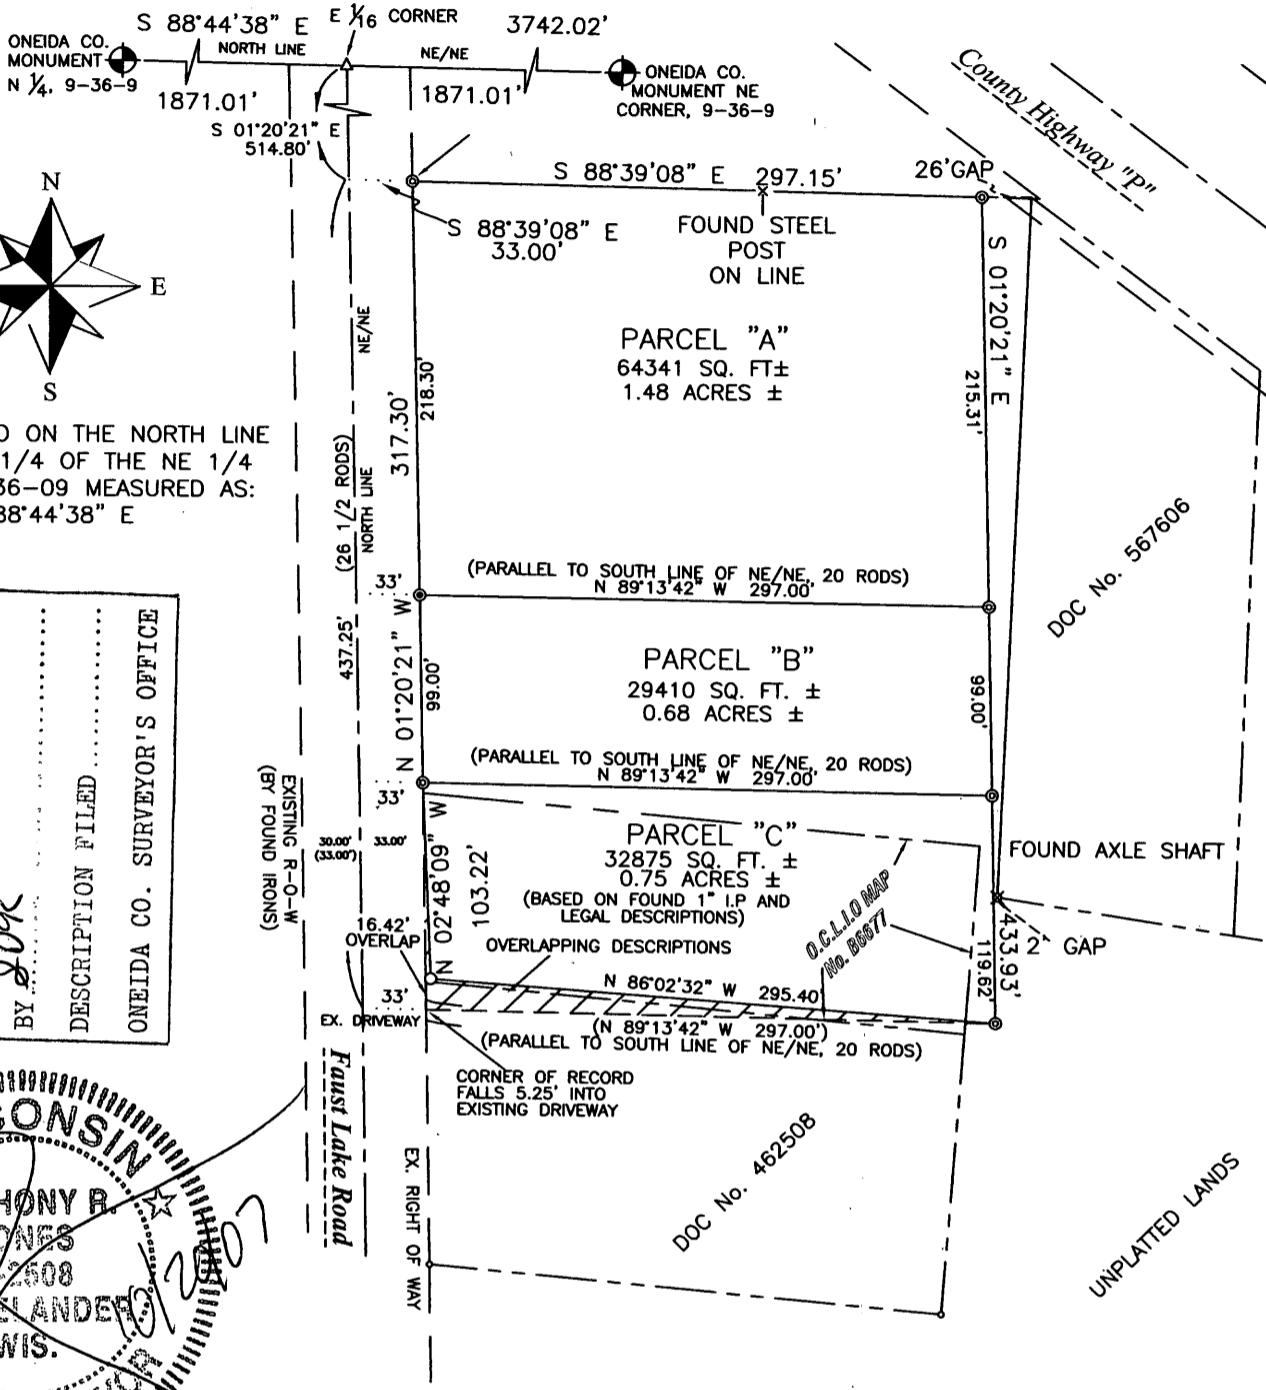 S 88°44'38" E
E 1/16 CORNER
3742.02'
ONEIDA CO.
MONUMENT
N 1/4, 9-36-9
NORTH LINE
NE/NE
ONEIDA CO.
MONUMENT NE
CORNER, 9-36-9
1871.01'
1871.01'
S 01°20'21" E
514.80'
County Highway "P"
S 88°39'08" E 297.15'
26'GAP
S 88°39'08" E
33.00'
FOUND STEEL
POST
ON LINE
N
E
S
S 01°20'21" E
215.31'
PARCEL "A"
64341 SQ. FT±
1.48 ACRES ±
NE/NE
218.30'
317.30'
ON THE NORTH LINE
1/4 OF THE NE 1/4
36-09 MEASURED AS:
88°44'38" E
(26 1/2 RODS)
NORTH LINE
437.25'
DOC No. 567606
33'
(PARALLEL TO SOUTH LINE OF NE/NE, 20 RODS)
N 89°13'42" W 297.00'
N 01°20'21" W
99.00'
PARCEL "B"
29410 SQ. FT. ±
0.68 ACRES ±
99.00'
(PARALLEL TO SOUTH LINE OF NE/NE, 20 RODS)
N 89°13'42" W 297.00'
33'
BY
DESCRIPTION FILED
ONEIDA CO. SURVEYOR'S OFFICE
EXISTING R-O-W
(BY FOUND IRONS)
30.00'
(33.00')
33.00'
N 02°48'09" W
103.22'
PARCEL "C"
32875 SQ. FT. ±
0.75 ACRES ±
(BASED ON FOUND 1" I.P AND
LEGAL DESCRIPTIONS)
FOUND AXLE SHAFT
O.C.L.I.O MAP
No. B6677
433.93'
119.62'
2' GAP
16.42'
OVERLAP
OVERLAPPING DESCRIPTIONS
N 86°02'32" W 295.40'
33'
EX. DRIVEWAY
(N 89°13'42" W 297.00')
(PARALLEL TO SOUTH LINE OF NE/NE, 20 RODS)
CORNER OF RECORD
FALLS 5.25' INTO
EXISTING DRIVEWAY
Faust Lake Road
EX. RIGHT OF WAY
DOC No. 462508
UNPLATTED LANDS
CONSIN
HONY R.
ONES
2608
ELANDER
WIS.